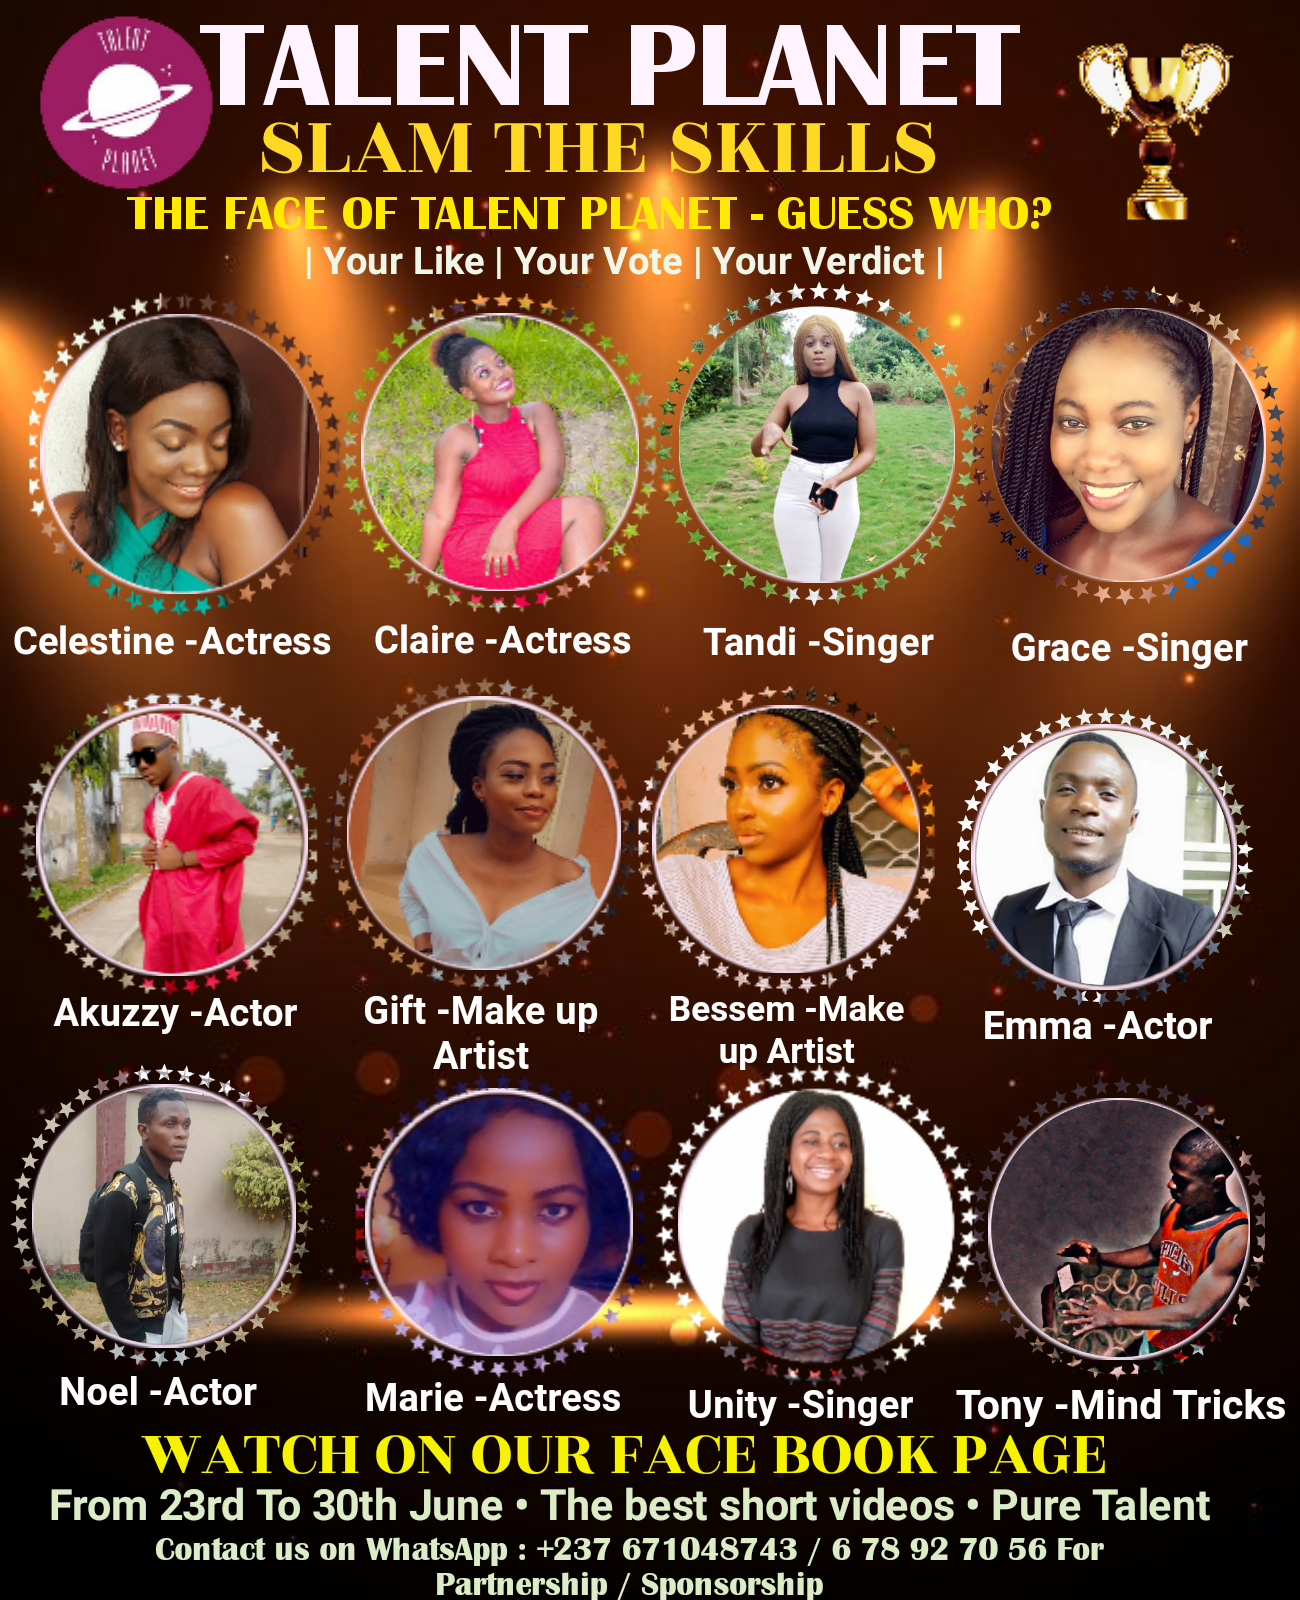 TALENT
PLANET
TALENT PLANET
SLAM THE SKILLS
THE FACE OF TALENT PLANET - GUESS WHO?
| Your Like | Your Vote | Your Verdict |
Celestine -Actress
Claire -Actress
Tandi -Singer
Grace -Singer
Akuzzy -Actor
Gift -Make up
Artist
Bessem -Make
up Artist
Emma -Actor
Noel -Actor
Marie -Actress
Unity -Singer
Tony -Mind Tricks
WATCH ON OUR FACE BOOK PAGE
From 23rd To 30th June • The best short videos • Pure Talent
Contact us on WhatsApp : +237 671048743 / 6 78 92 70 56 For
Partnership / Sponsorship